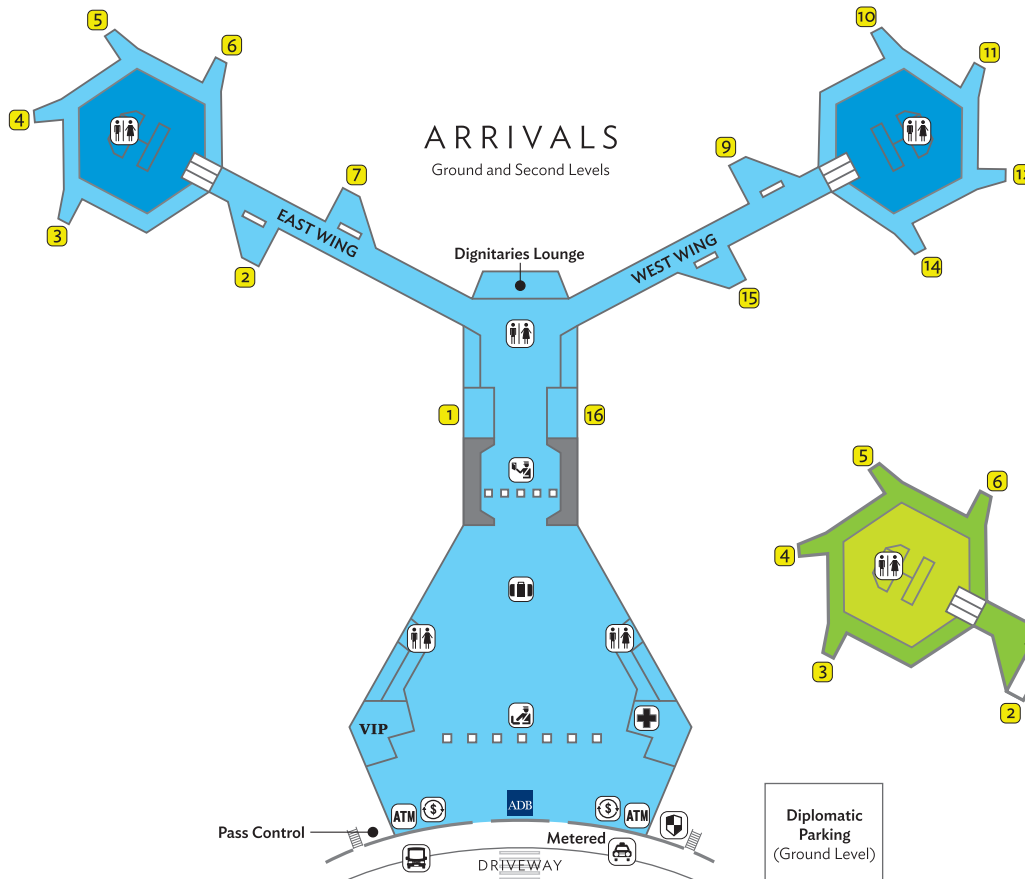 5
6
10
11
4
ARRIVALS
Ground and Second Levels
9
7
3
2
EAST WING
WEST WING
Dignitaries Lounge
14
15
1
16
5
6
4
3
2
VIP
ADB
ATM
$
$
ATM
Pass Control
Metered
DRIVEWAY
Diplomatic
Parking
(Ground Level)